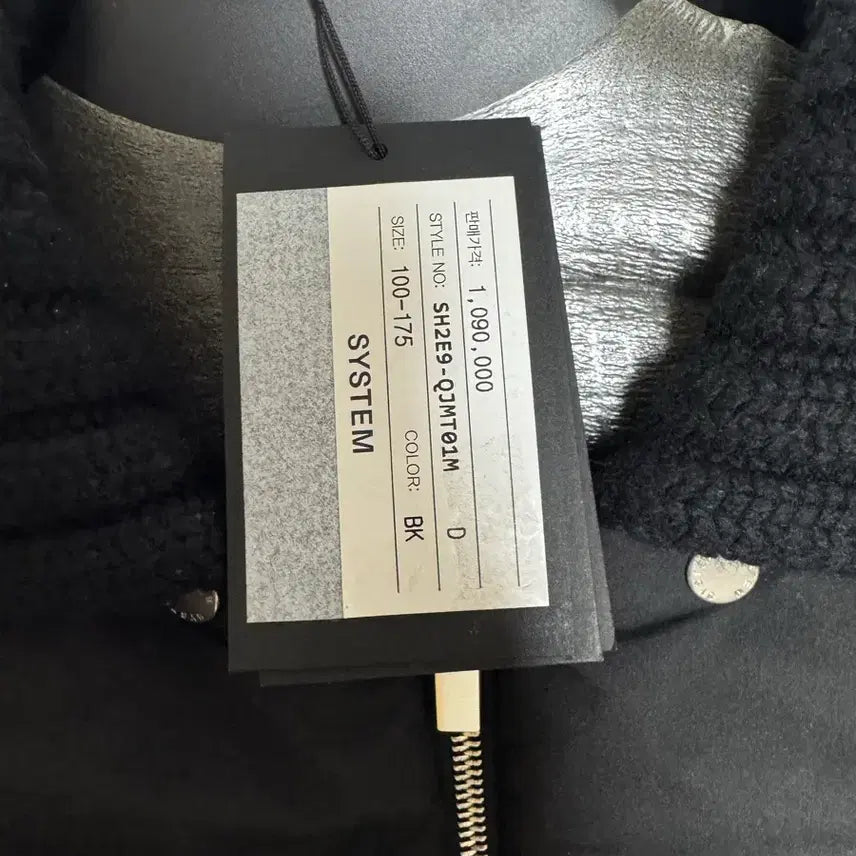 판매가격: 1,090,000
STYLE NO: SH2E9-QJMT01M D
SIZE: 100-175 COLOR: BK
SYSTEM